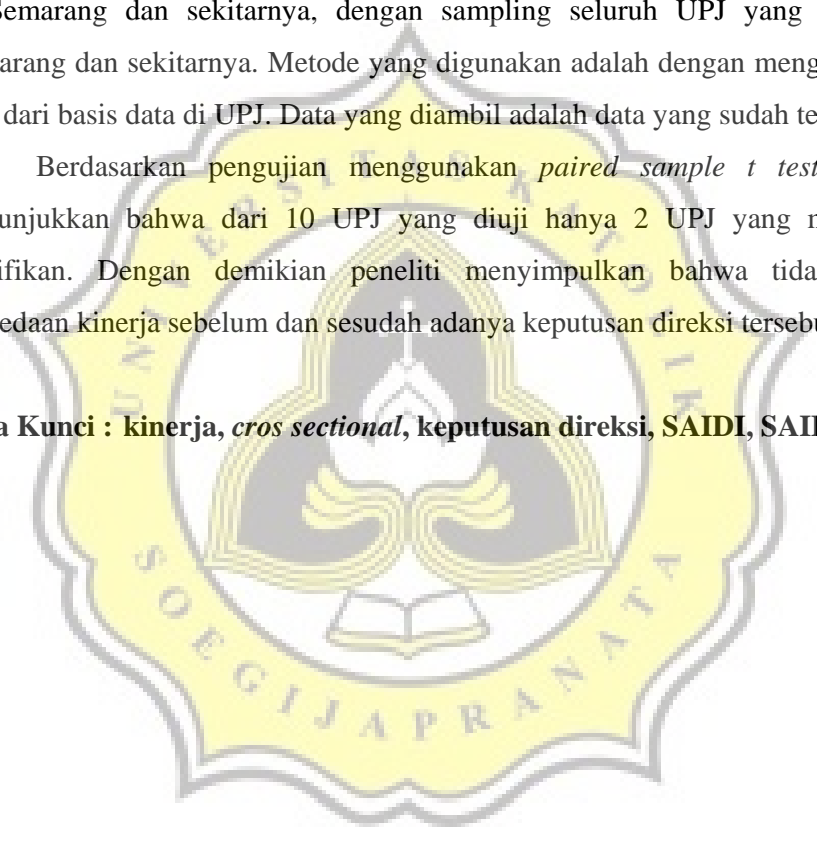 Semarang dan sekitarnya, dengan sampling seluruh UPJ yang
arang dan sekitarnya. Metode yang digunakan adalah dengan meng
dari basis data di UPJ. Data yang diambil adalah data yang sudah te
Berdasarkan pengujian menggunakan paired sample t test
unjukkan bahwa dari 10 UPJ yang diuji hanya 2 UPJ yang m
ifikan. Dengan demikian peneliti menyimpulkan bahwa tida
edaan kinerja sebelum dan sesudah adanya keputusan direksi tersebu
a Kunci : kinerja, cros sectional, keputusan direksi, SAIDI, SAI
UNIVERSITAS KATOLIK
SOEGIJAPRANATA